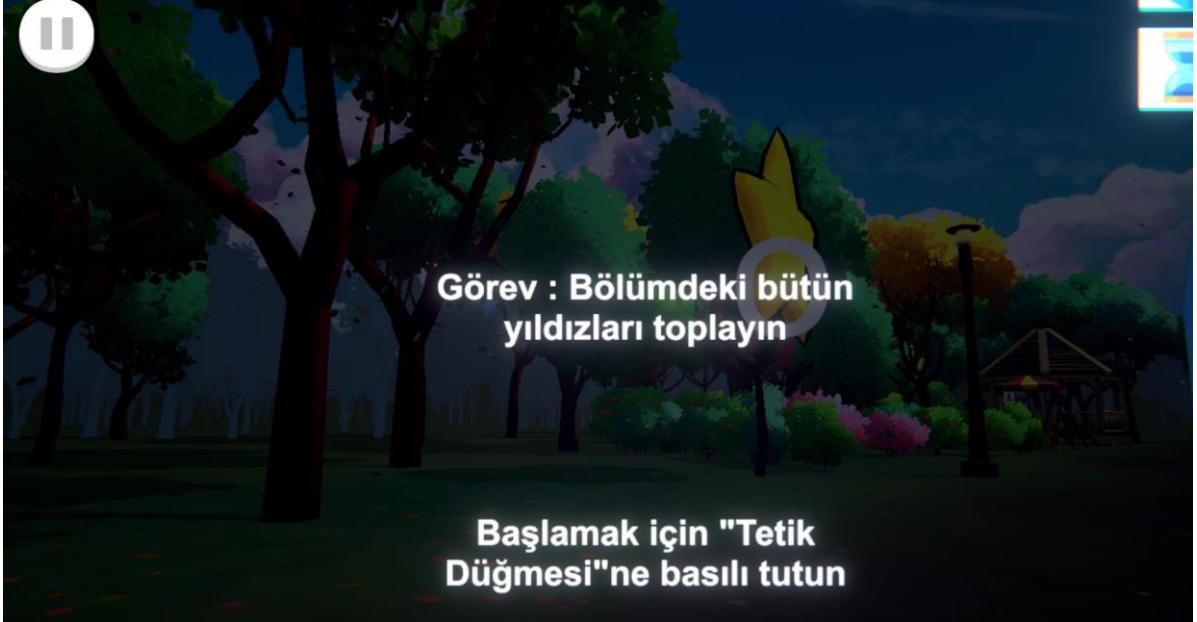 Görev : Bölümdeki bütün
yıldızları toplayın
Başlamak için "Tetik
Düğmesi"ne basılı tutun